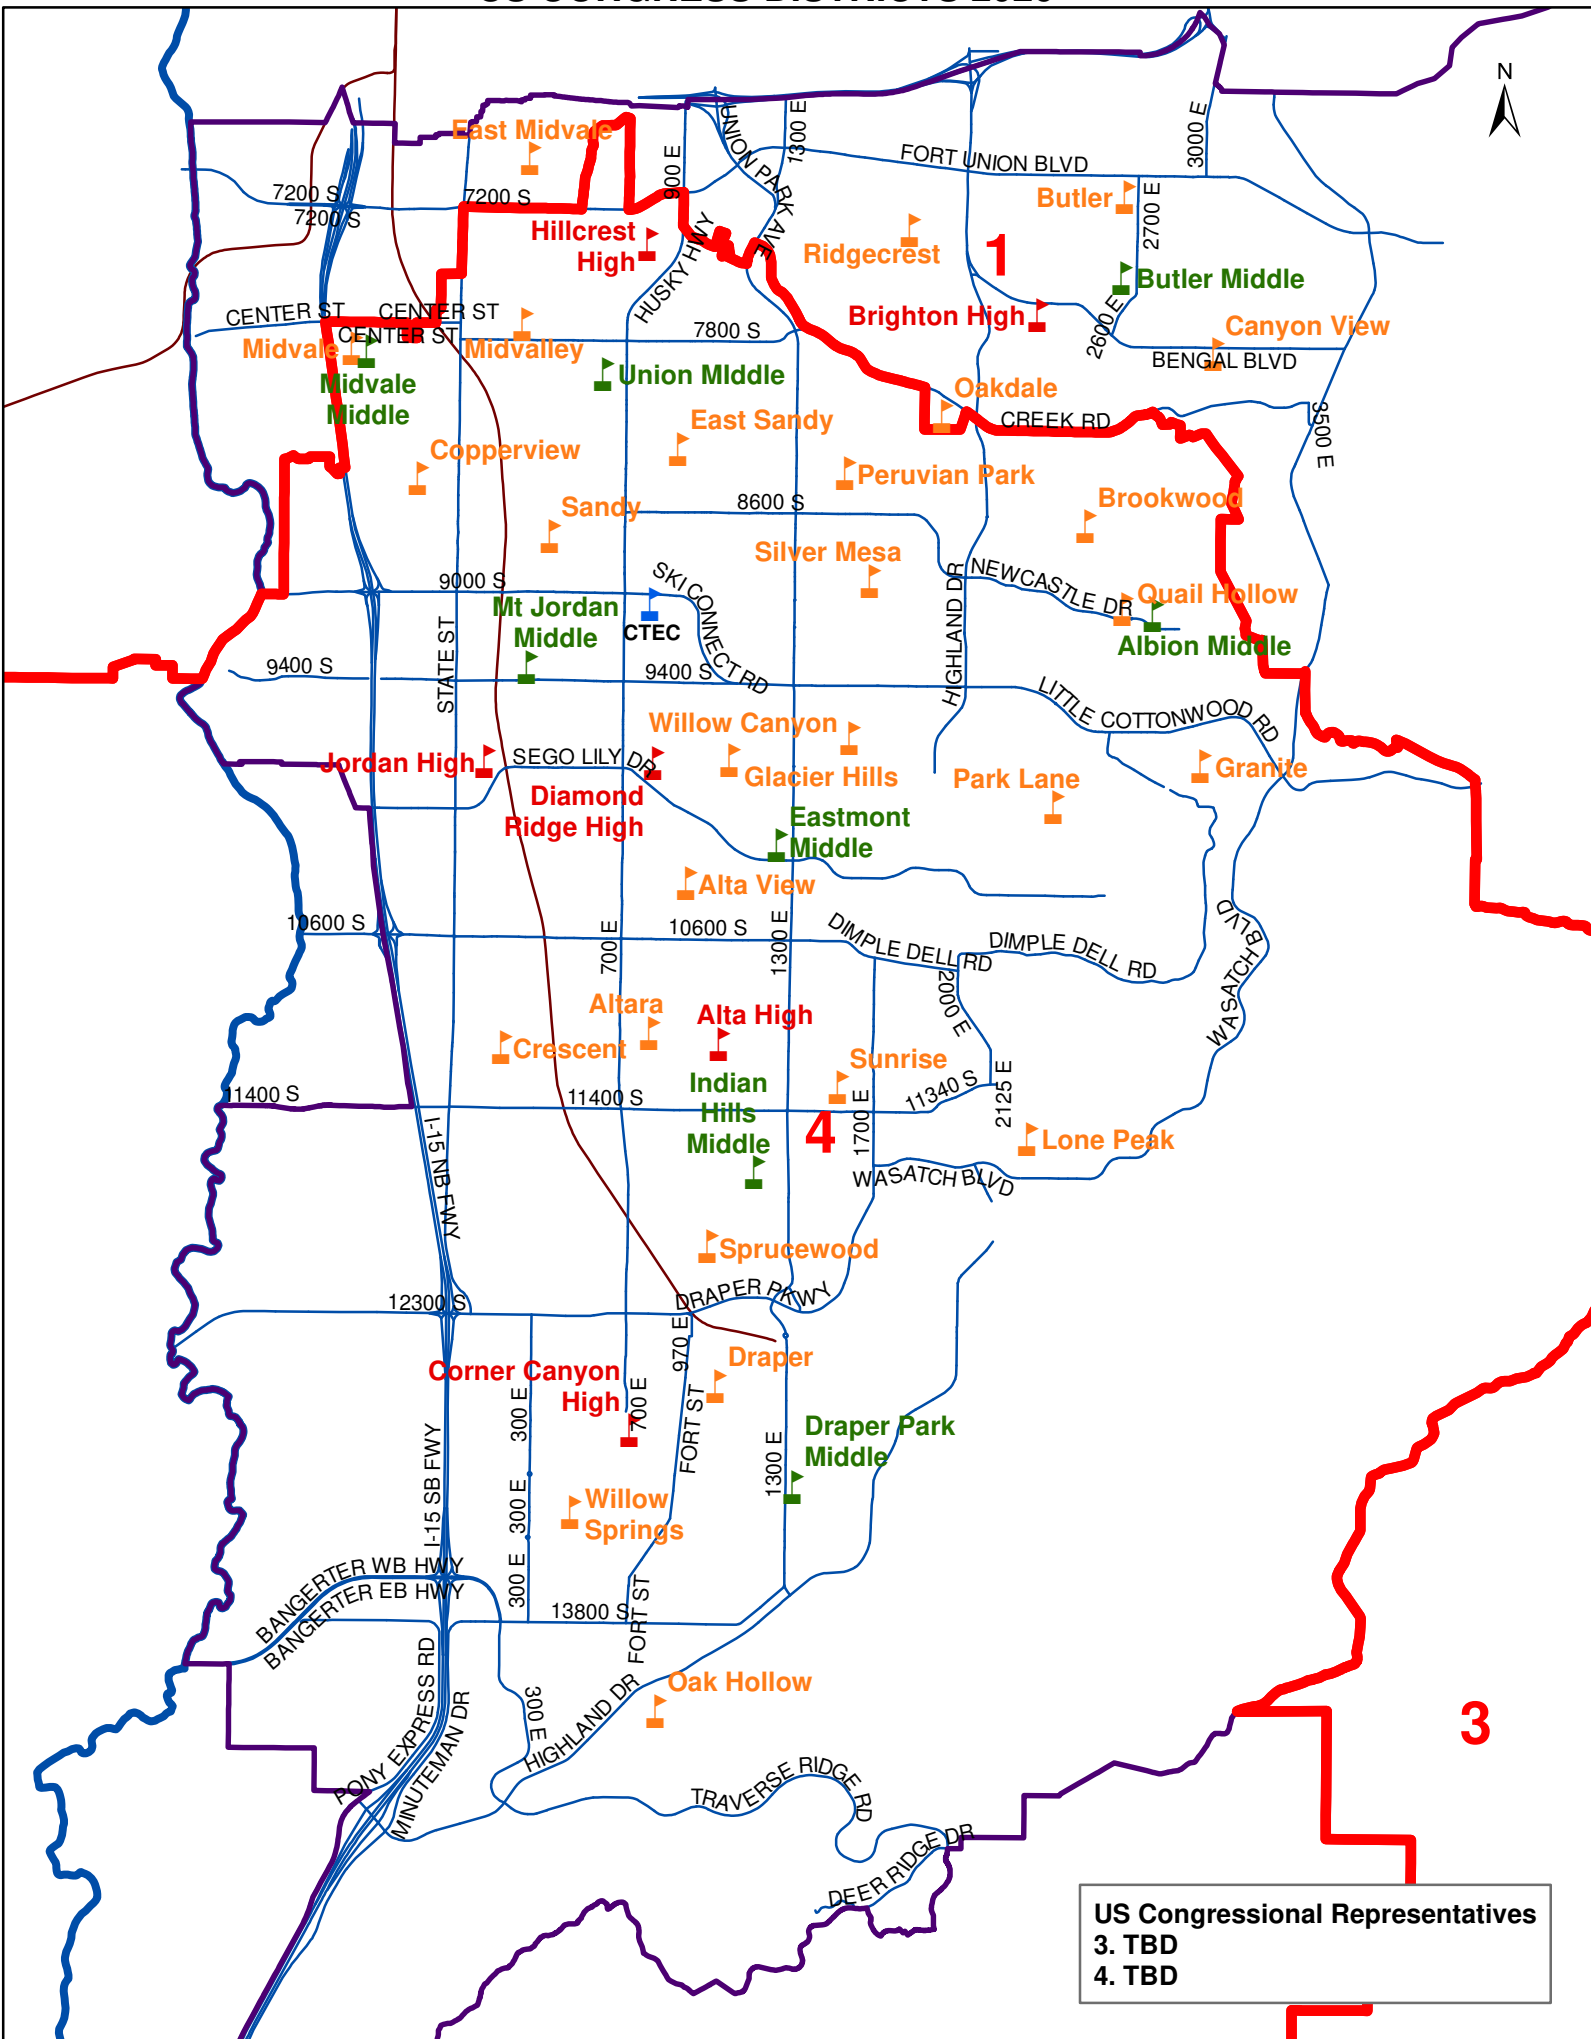 N
East Midvale
UNION PARK AVE
1300 E
900 E
3000 E
FORT UNION BLVD
7200 S
7200 S
7200 S
Butler
2700 E
Hillcrest
High
HUSKY HWY
Ridgecrest
1
Butler Middle
CENTER ST
CENTER ST
CENTER ST
Brighton High
2600 E
Canyon View
BENGAL BLVD
7800 S
Midvale
Midvalley
Midvale
Middle
Union MIddle
Oakdale
CREEK RD
3500 E
East Sandy
Copperview
Peruvian Park
Brookwood
Sandy
8600 S
Silver Mesa
9000 S
SKI CONNECT RD
HIGHLAND DR
NEWCASTLE DR
Quail Hollow
Mt Jordan
Middle
CTEC
Albion Middle
STATE ST
9400 S
9400 S
LITTLE COTTONWOOD RD
Willow Canyon
Jordan High
SEGO LILY DR
Glacier Hills
Park Lane
Granite
Diamond
Ridge High
Eastmont
Middle
Alta View
10600 S
700 E
10600 S
1300 E
DIMPLE DELL RD
DIMPLE DELL RD
WASATCH BLVD
2000 E
Altara
Alta High
Crescent
Sunrise
Indian
Hills
Middle
11400 S
11400 S
11340 S
2125 E
1700 E
4
I-15 NB FWY
Lone Peak
WASATCH BLVD
Sprucewood
12300 S
DRAPER PKWY
970 E
Draper
Corner Canyon
High
300 E
700 E
FORT ST
Draper Park
Middle
1300 E
I-15 SB FWY
300 E
Willow
Springs
BANGERTER WB HWY
BANGERTER EB HWY
300 E
13800 S
FORT ST
PONY EXPRESS RD
MINUTEMAN DR
300 E
HIGHLAND DR
Oak Hollow
3
TRAVERSE RIDGE RD
DEER RIDGE DR
US Congressional Representatives
3. TBD
4. TBD